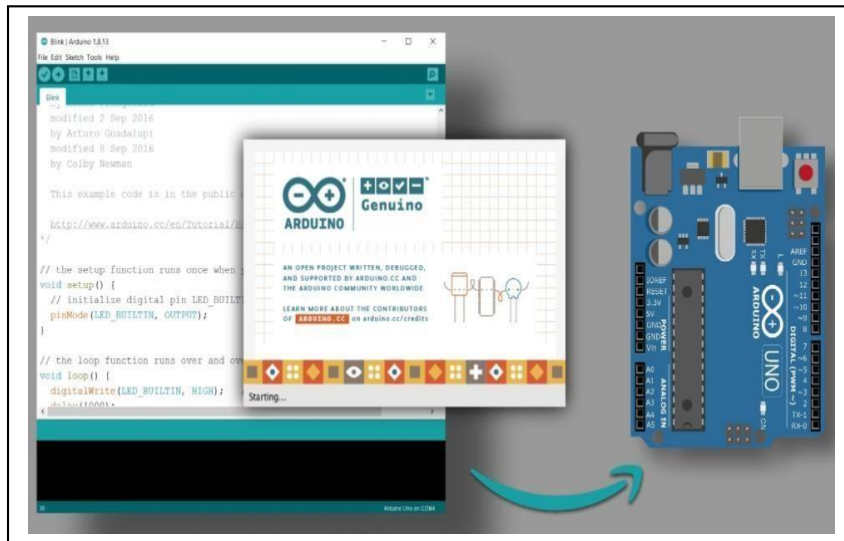 Blink | Arduino 1.8.13
File Edit Sketch Tools Help
Blink
modified 2 Sep 2016
by Arturo Guadalupi
modified 8 Sep 2016
by Colby Newman
This example code is in the public
http://www.arduino.cc/en/Tutorial/
*/
// the setup function runs once when
void setup() {
// initialize digital pin LED_BUILT
pinMode(LED_BUILTIN, OUTPUT);
}
// the loop function runs over and ov
void loop() {
digitalWrite(LED_BUILTIN, HIGH);
delay(1000);
36
Arduino Uno on COM4
ARDUINO
Genuino
AN OPEN PROJECT WRITTEN, DEBUGGED,
AND SUPPORTED BY ARDUINO.CC AND
THE ARDUINO COMMUNITY WORLDWIDE
LEARN MORE ABOUT THE CONTRIBUTORS
OF ARDUINO.CC on arduino.cc/credits
Starting...
IOREF
RESET
3.3V
5V
GND
GND
Vin
POWER
A0
A1
A2
A3
A4
A5
ANALOG IN
RX
TX
L
ARDUINO
UNO
ON
AREF
GND
13
12
~11
~10
~9
8
7
~6
~5
4
~3
2
TX-1
RX-0
DIGITAL (PWM ~)